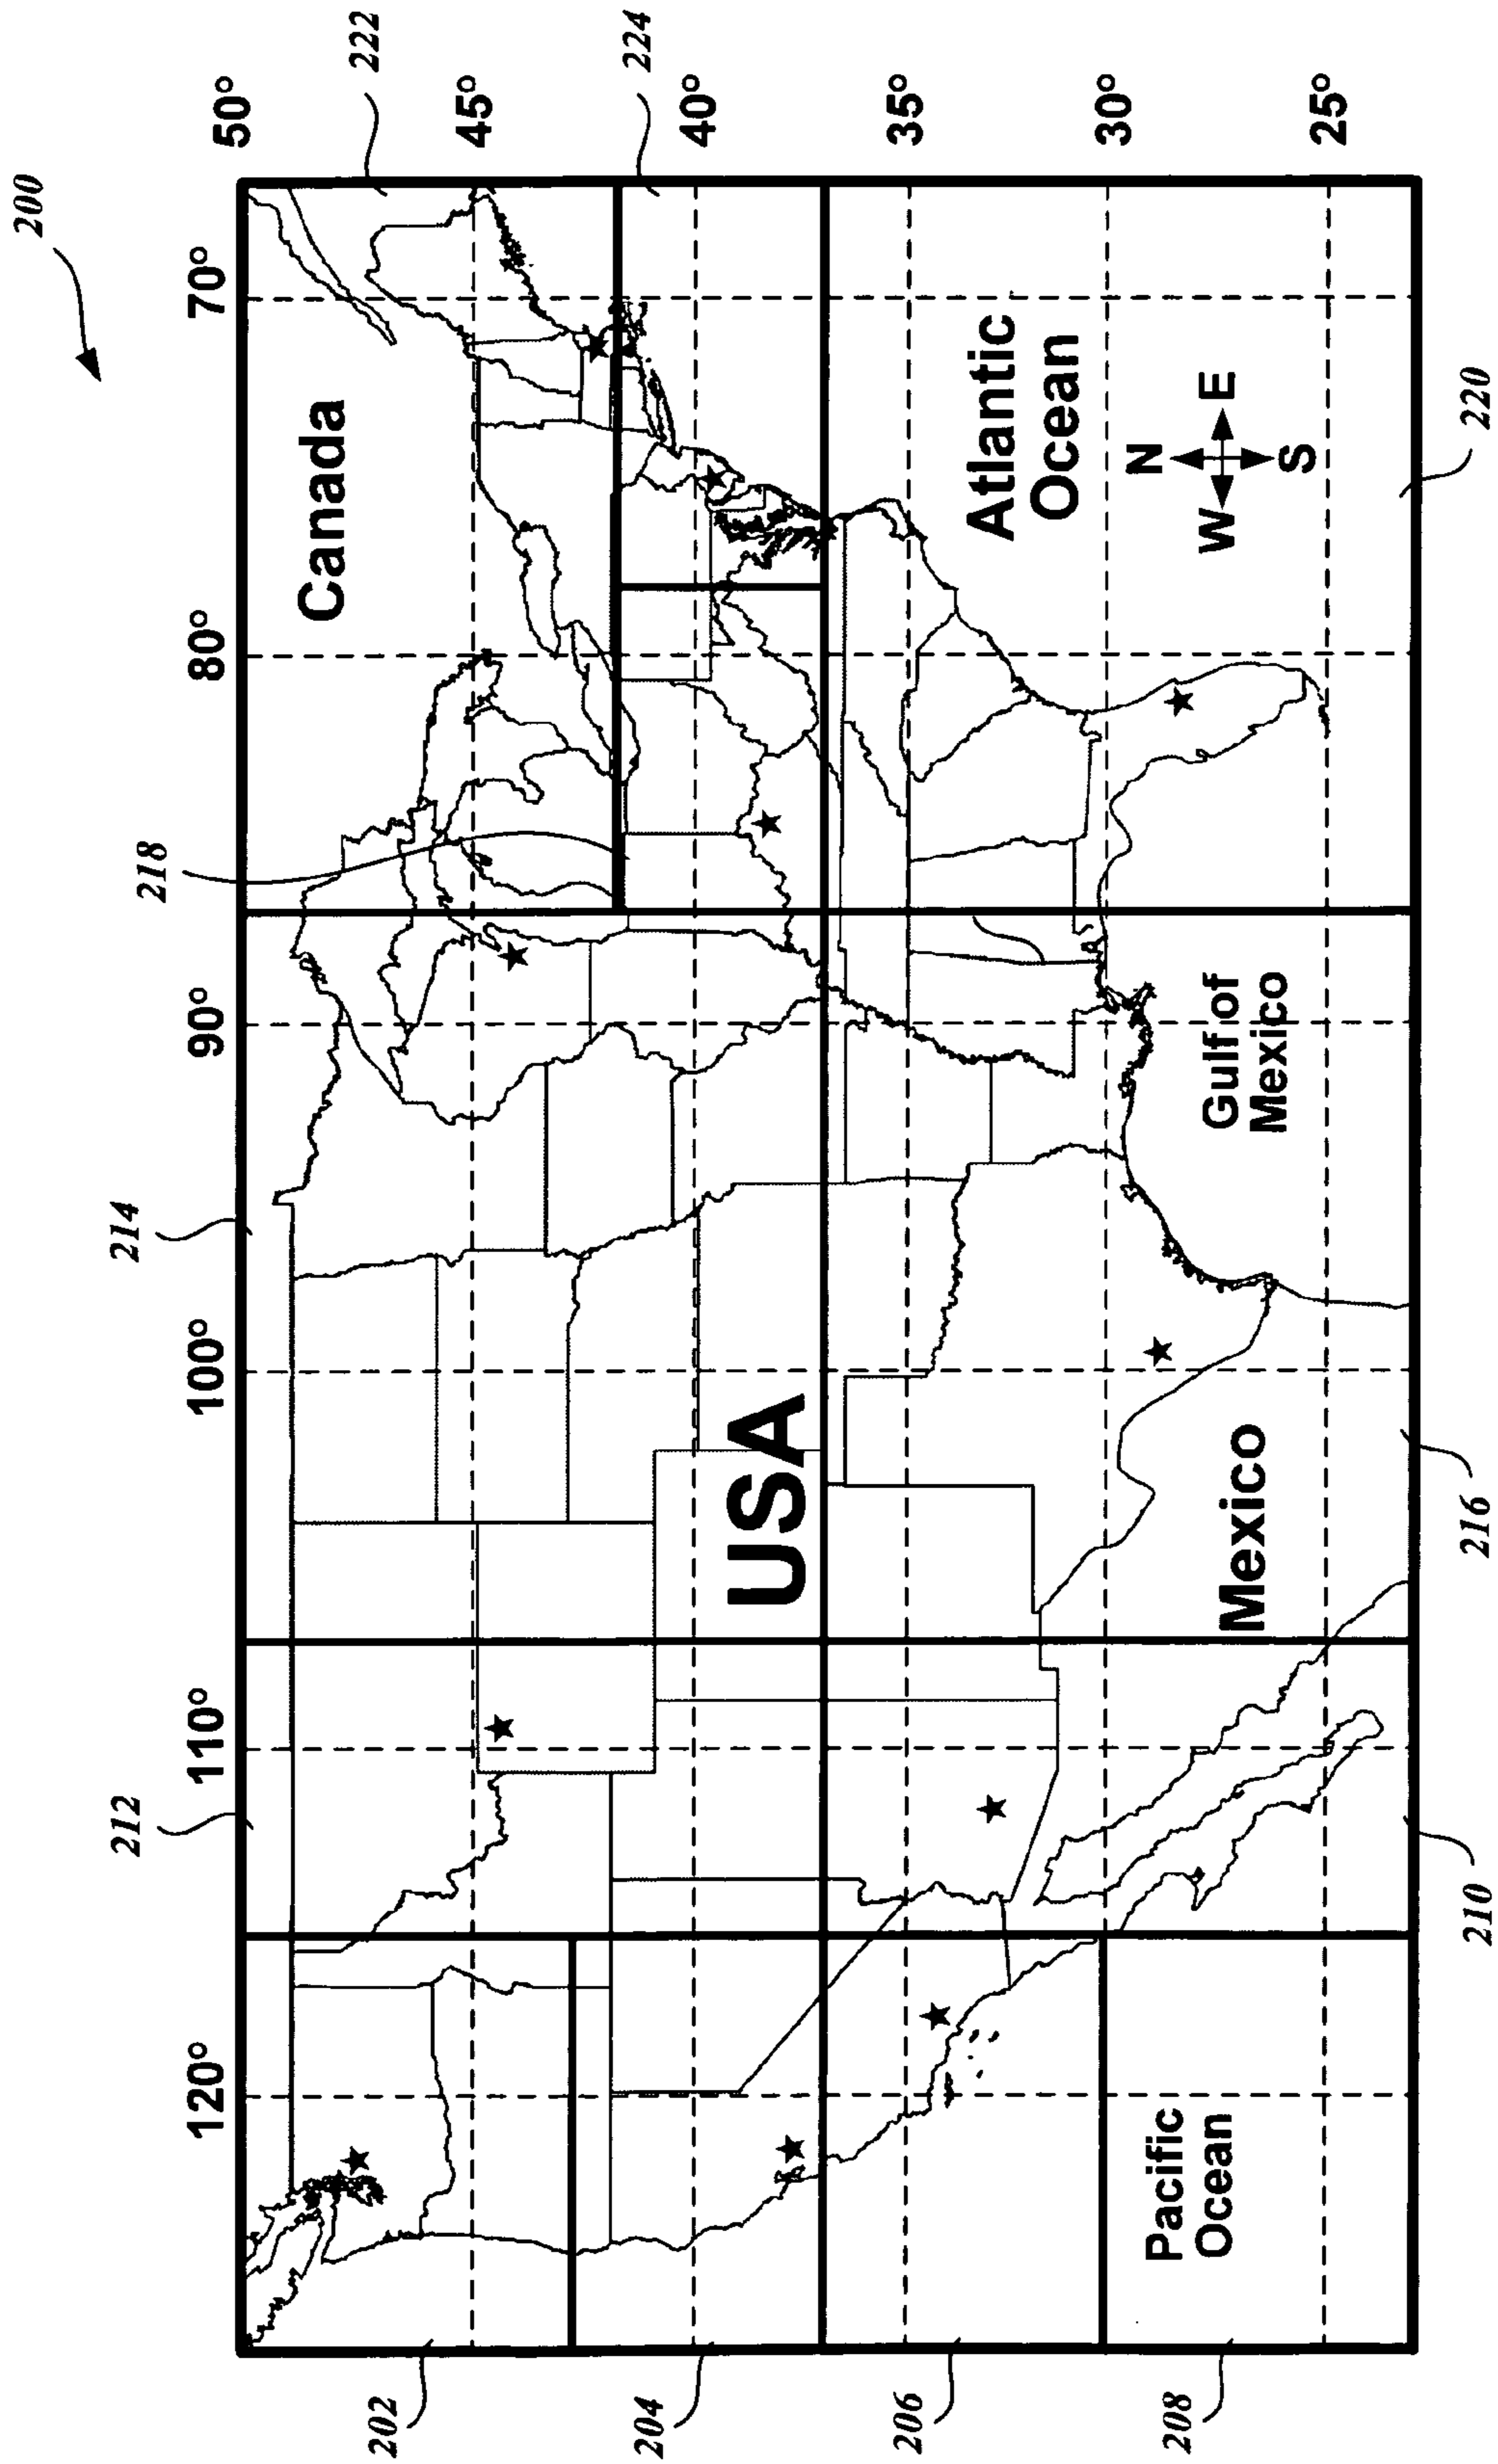 200
212
214
218
222
120°
110°
100°
90°
80°
70°
50°
224
45°
40°
35°
30°
25°
Canada
USA
Atlantic
Ocean
N
W
E
S
Gulf of
Mexico
Mexico
Pacific
Ocean
202
204
206
208
210
216
220